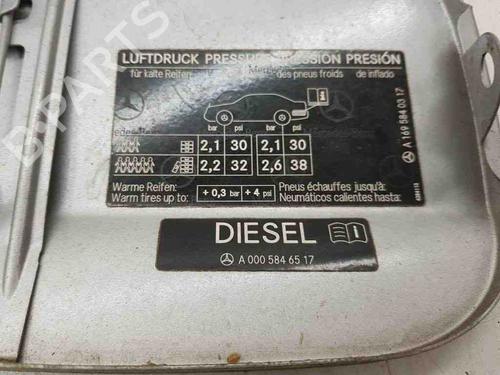 LUFTDRUCK PRESSURE PRESSION PRESIÓN
für kalte Reifen des pneus froids de inflado
bar psi bar psi
2,1 30 2,1 30
2,2 32 2,6 38
Warme Reifen: Pneus échauffes jusqu'à:
Warm tires up to: + 0,3 bar + 4 psi Neumáticos calientes hasta:
A 169 584 03 17
DIESEL
A 000 584 65 17
B-PARTS